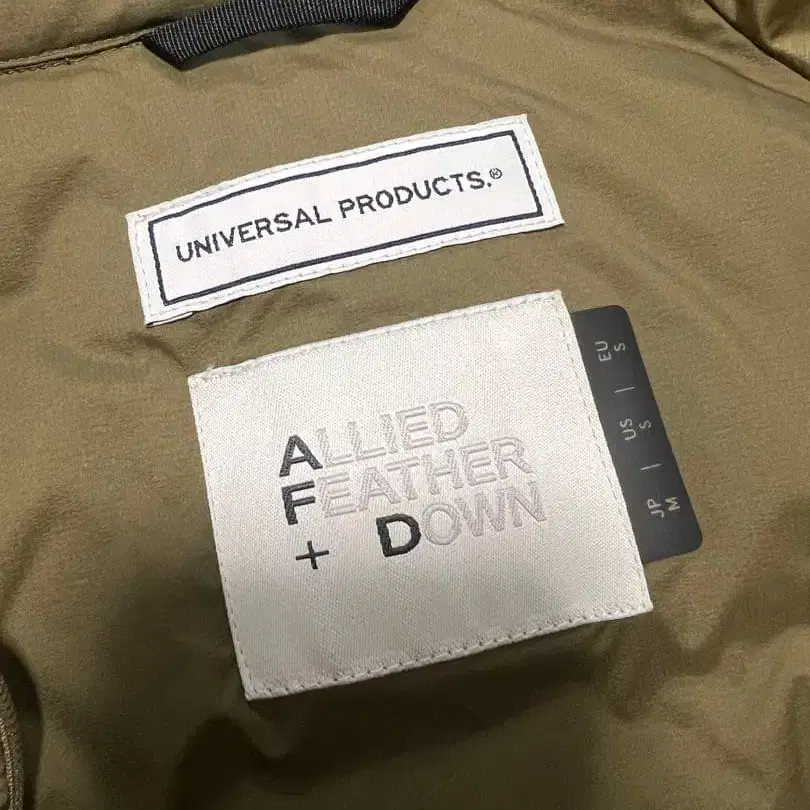 UNIVERSAL PRODUCTS.®
ALLIED
FEATHER
+ DOWN
JP M | US S | EU S